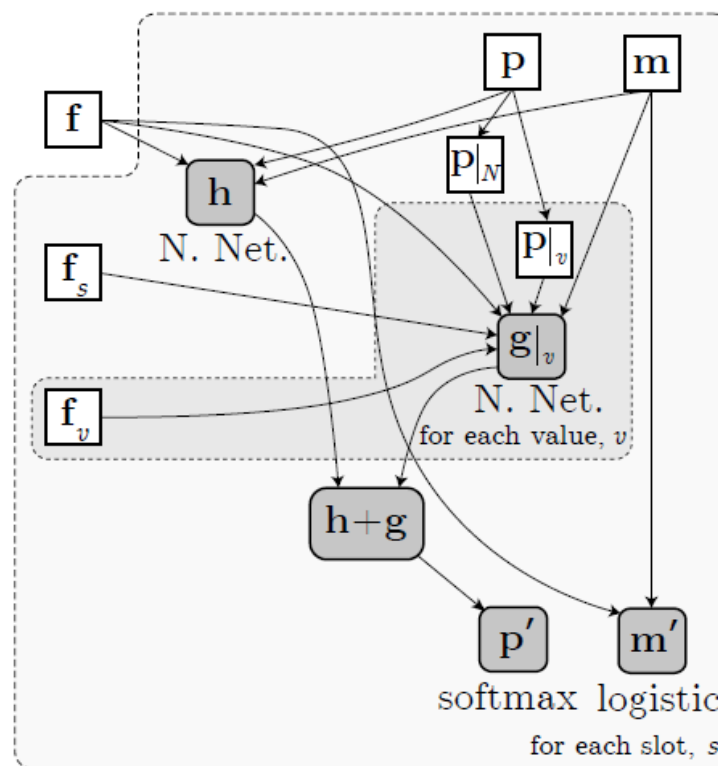 p
m
f
p|N
h
p|v
N. Net.
fs
g|v
N. Net.
fv
for each value, v
h+g
p′
m′
softmax
logistic
for each slot, s